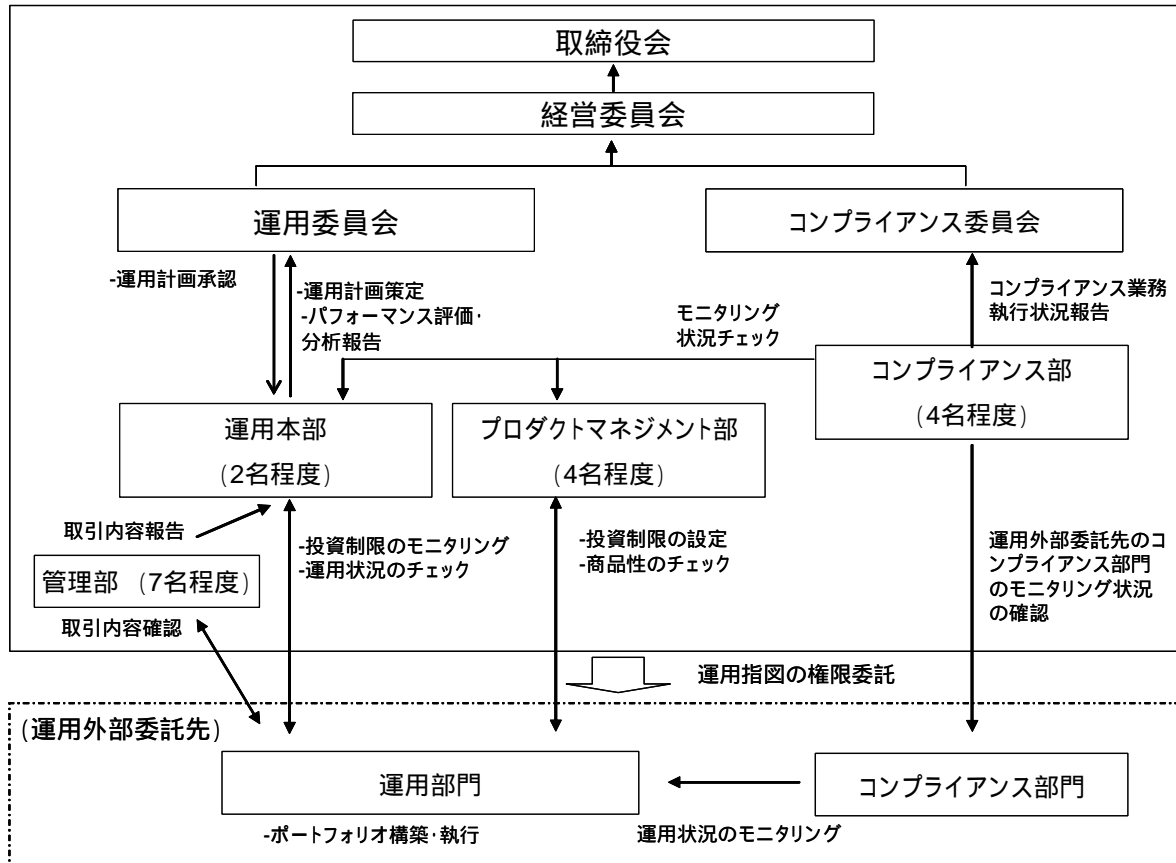 取締役会
経営委員会
運用委員会
コンプライアンス委員会
-運用計画承認
-運用計画策定
-パフォーマンス評価・
分析報告
モニタリング
状況チェック
コンプライアンス業務
執行状況報告
運用本部
(2名程度)
プロダクトマネジメント部
(4名程度)
コンプライアンス部
(4名程度)
取引内容報告
管理部 (7名程度)
取引内容確認
-投資制限のモニタリング
-運用状況のチェック
-投資制限の設定
-商品性のチェック
運用外部委託先のコ
ンプライアンス部門
のモニタリング状況
の確認
運用指図の権限委託
(運用外部委託先)
運用部門
コンプライアンス部門
-ポートフォリオ構築・執行
運用状況のモニタリング